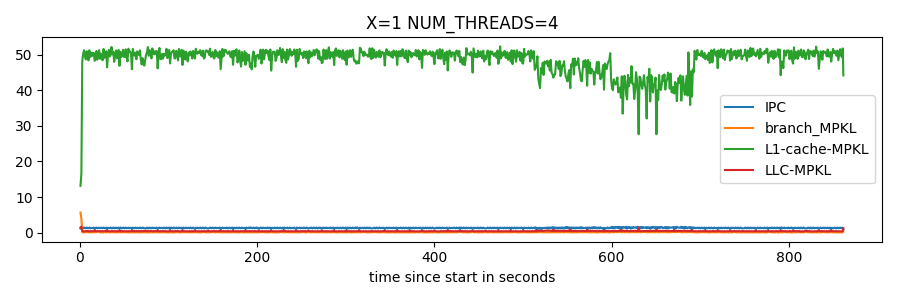 X=1 NUM_THREADS=4
50
40
30
20
10
0
IPC
branch_MPKL
L1-cache-MPKL
LLC-MPKL
0 200 400 600 800
time since start in seconds